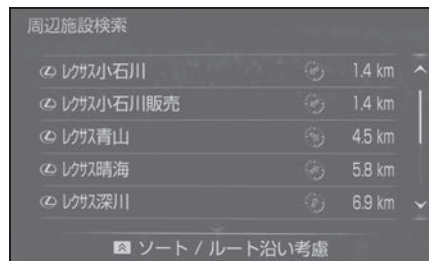 周辺施設検索
レクサス小石川 1.4 km
レクサス小石川販売 1.4 km
レクサス青山 4.5 km
レクサス晴海 5.8 km
レクサス深川 6.9 km
ソート / ルート沿い考慮